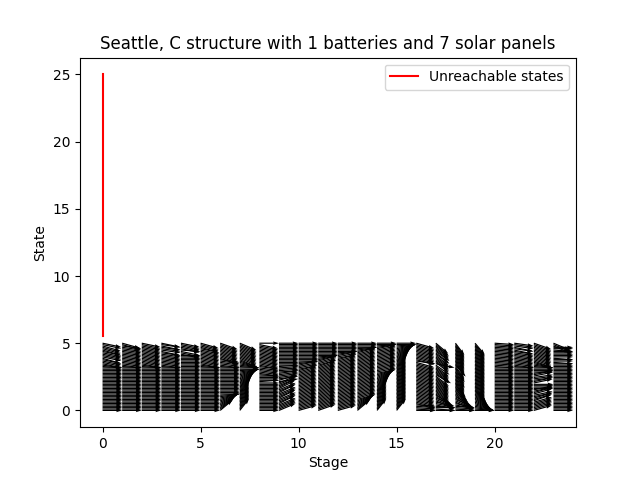 Seattle, C structure with 1 batteries and 7 solar panels
Unreachable states
25
20
15
10
5
0
State
0 5 10 15 20
Stage